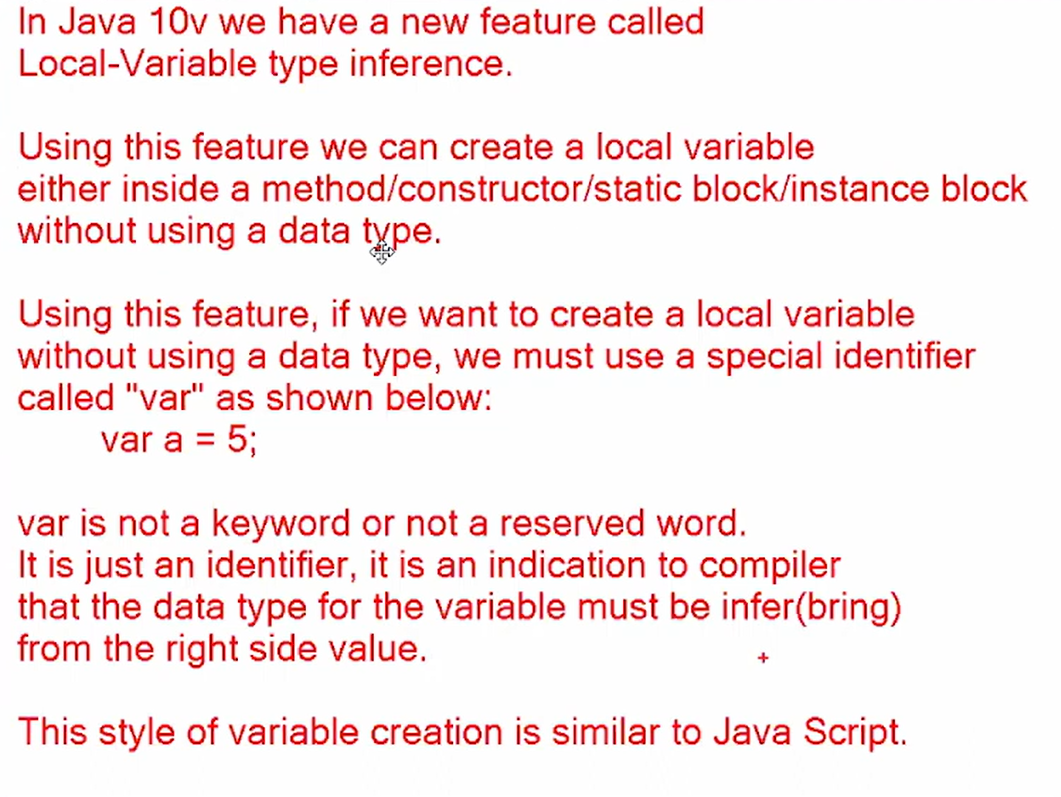 In Java 10v we have a new feature called
Local-Variable type inference.
Using this feature we can create a local variable
either inside a method/constructor/static block/instance block
without using a data type.
Using this feature, if we want to create a local variable
without using a data type, we must use a special identifier
called "var" as shown below:
var a = 5;
var is not a keyword or not a reserved word.
It is just an identifier, it is an indication to compiler
that the data type for the variable must be infer(bring)
from the right side value.
This style of variable creation is similar to Java Script.